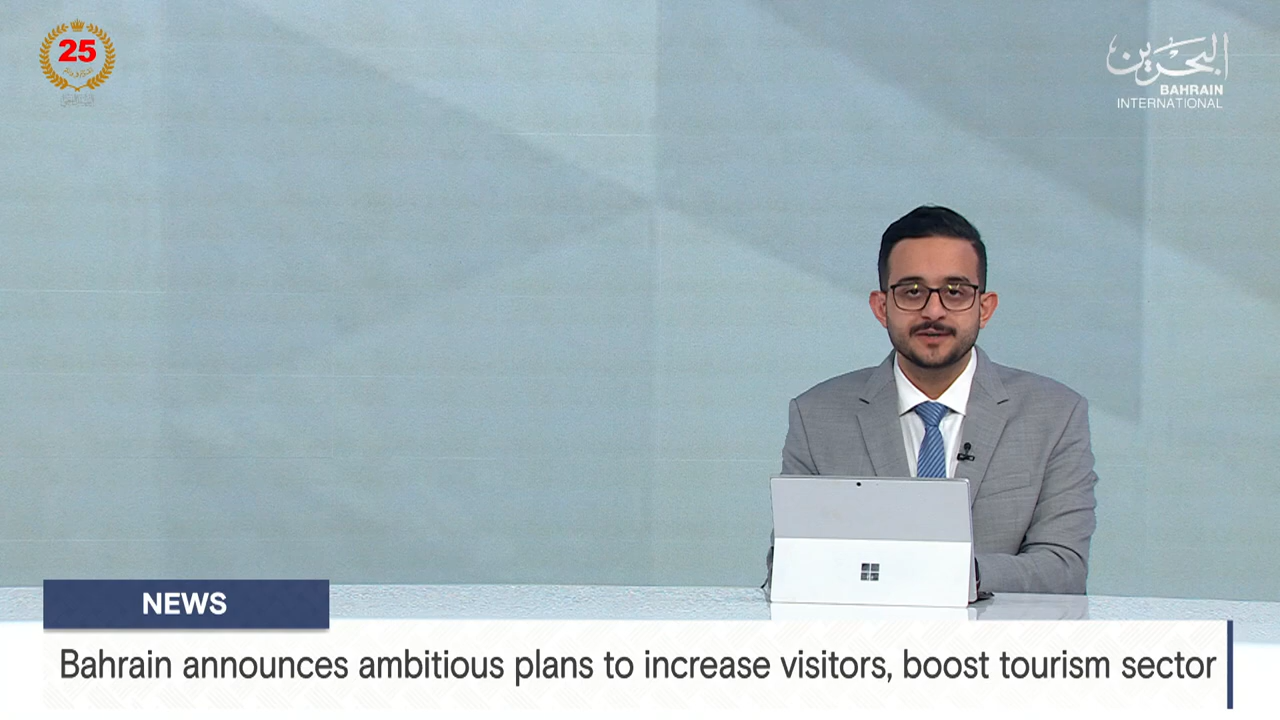 25
البحرين
BAHRAIN
INTERNATIONAL
NEWS
Bahrain announces ambitious plans to increase visitors, boost tourism sector